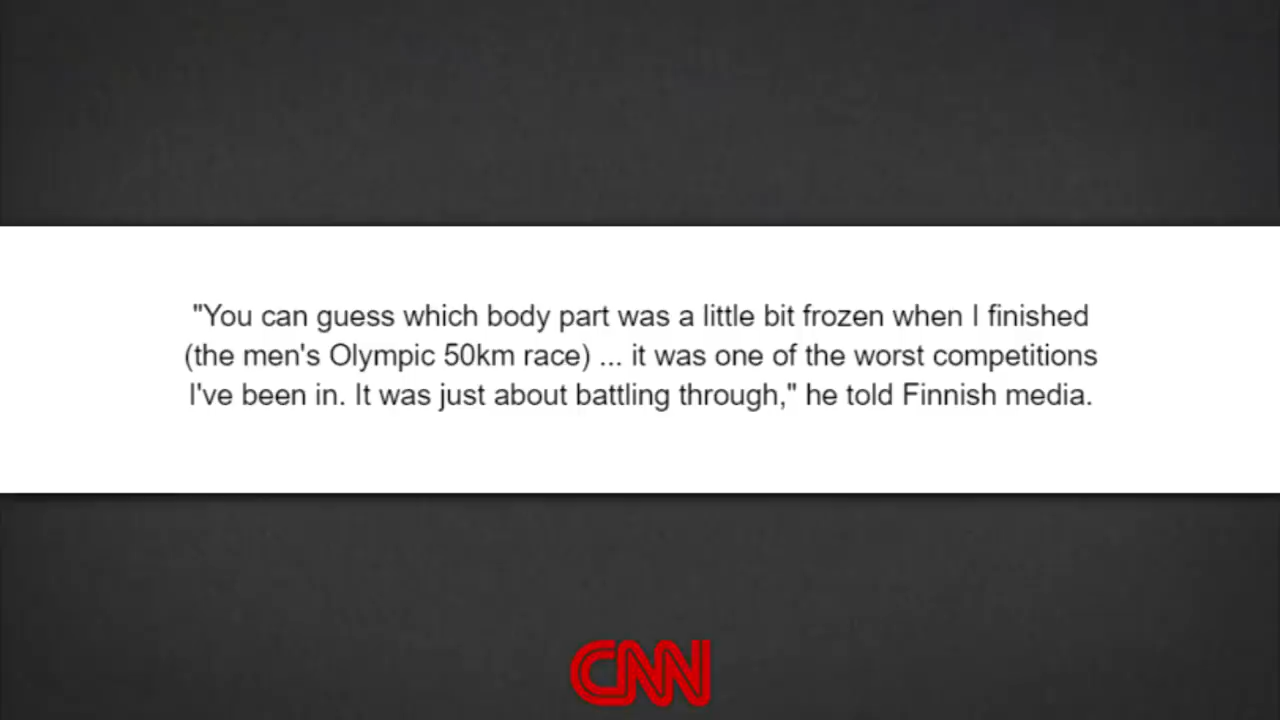 "You can guess which body part was a little bit frozen when I finished
(the men's Olympic 50km race) ... it was one of the worst competitions
I've been in. It was just about battling through," he told Finnish media.
CNN